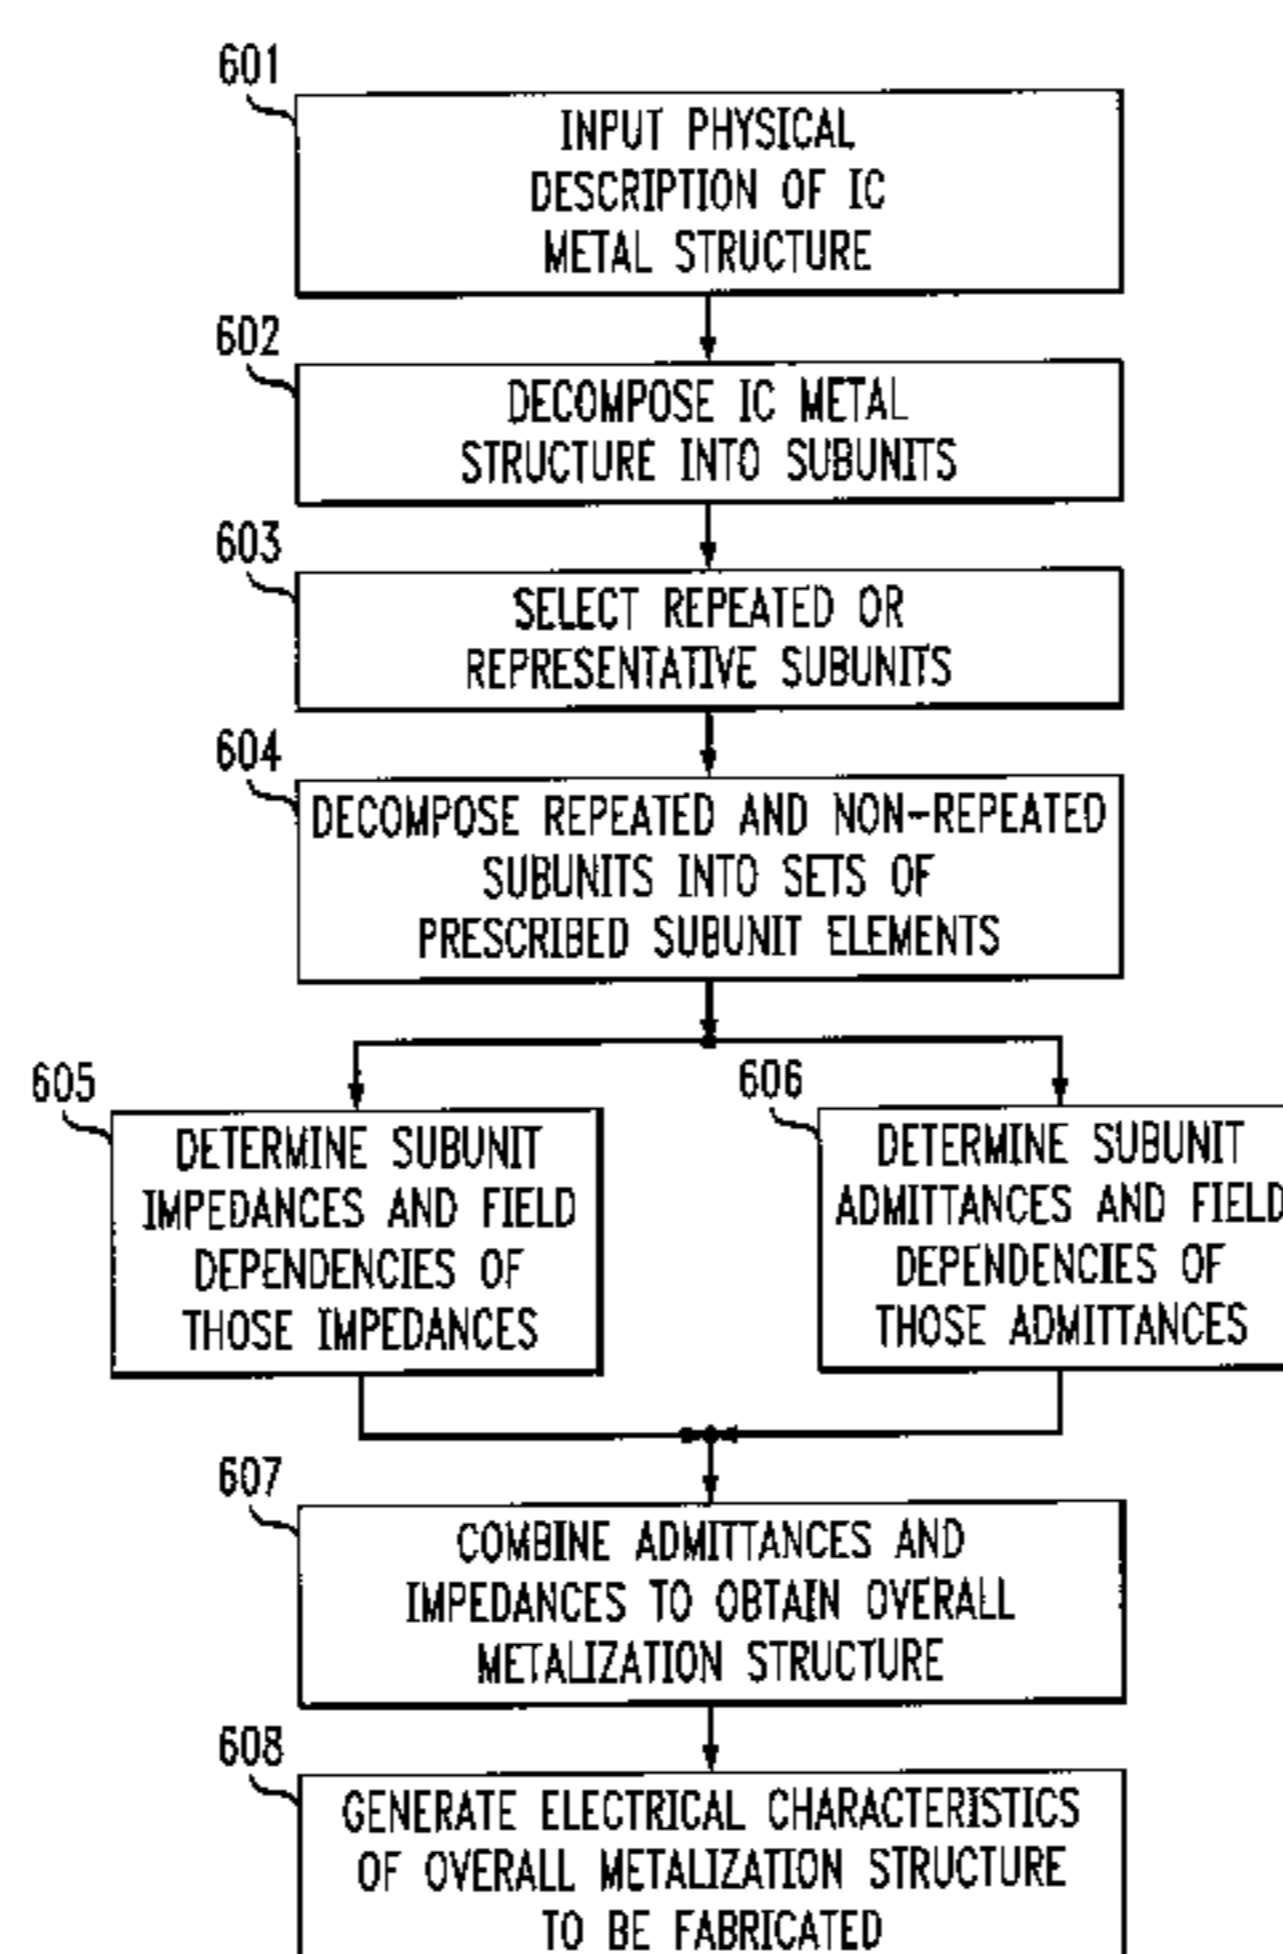 601
INPUT PHYSICAL
DESCRIPTION OF IC
METAL STRUCTURE
602
DECOMPOSE IC METAL
STRUCTURE INTO SUBUNITS
603
SELECT REPEATED OR
REPRESENTATIVE SUBUNITS
604
DECOMPOSE REPEATED AND NON-REPEATED
SUBUNITS INTO SETS OF
PRESCRIBED SUBUNIT ELEMENTS
605
DETERMINE SUBUNIT
IMPEDANCES AND FIELD
DEPENDENCIES OF
THOSE IMPEDANCES
606
DETERMINE SUBUNIT
ADMITTANCES AND FIELD
DEPENDENCIES OF
THOSE ADMITTANCES
607
COMBINE ADMITTANCES AND
IMPEDANCES TO OBTAIN OVERALL
METALIZATION STRUCTURE
608
GENERATE ELECTRICAL CHARACTERISTICS
OF OVERALL METALIZATION STRUCTURE
TO BE FABRICATED